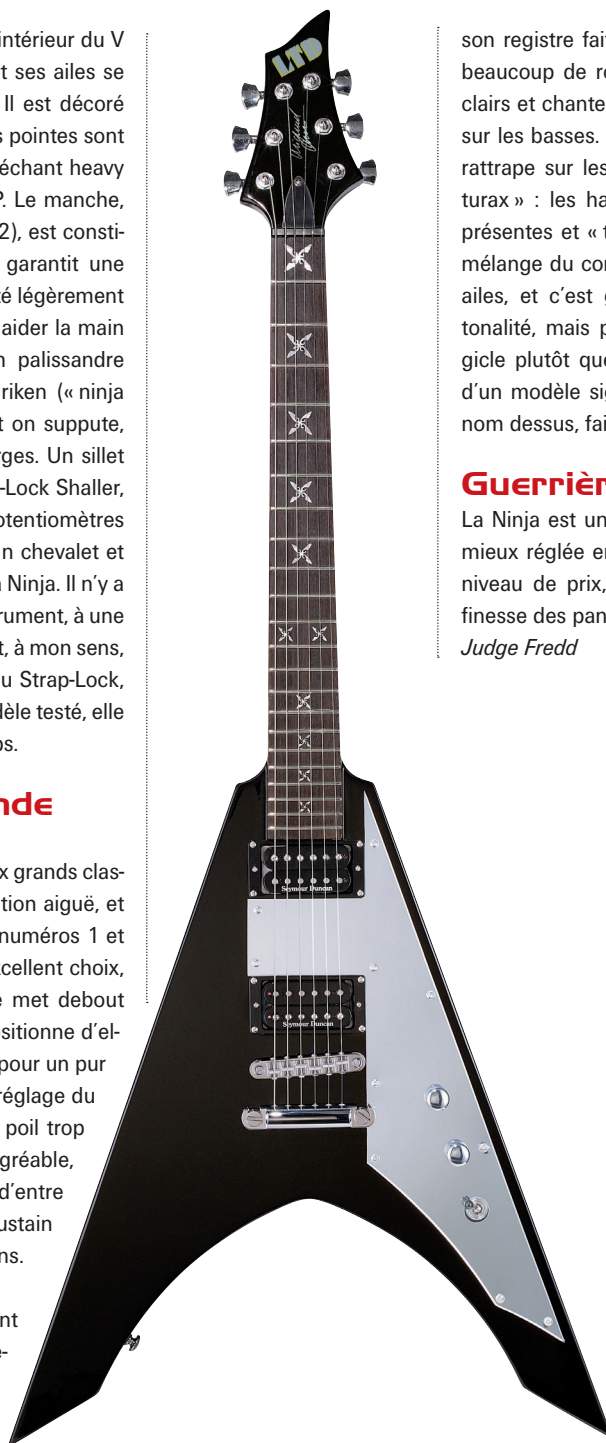 intérieur du V
t ses ailes se
Il est décoré
s pointes sont
échant heavy
P. Le manche,
2), est consti-
garantit une
té légèrement
aider la main
n palissandre
riken (« ninja
t on suppute,
rges. Un sillet
-Lock Shaller,
otentiomètres
n chevalet et
a Ninja. Il n'y a
rument, à une
t, à mon sens,
u Strap-Lock,
dèle testé, elle
ps.
nde
x grands clas-
tion aiguë, et
numéros 1 et
xcellent choix,
e met debout
ositionne d'el-
pour un pur
réglage du
poil trop
gréable,
d'entre
ustain
ns.
nt
e-
LTD
Seymour Duncan
Seymour Duncan
son registre fait
beaucoup de re
clairs et chante
sur les basses.
rattrape sur les
turax » : les ha
présentes et « t
mélange du cor
ailes, et c'est g
tonalité, mais p
gicle plutôt que
d'un modèle sig
nom dessus, fai
Guerrièr
La Ninja est un
mieux réglée en
niveau de prix,
finesse des pan
Judge Fredd